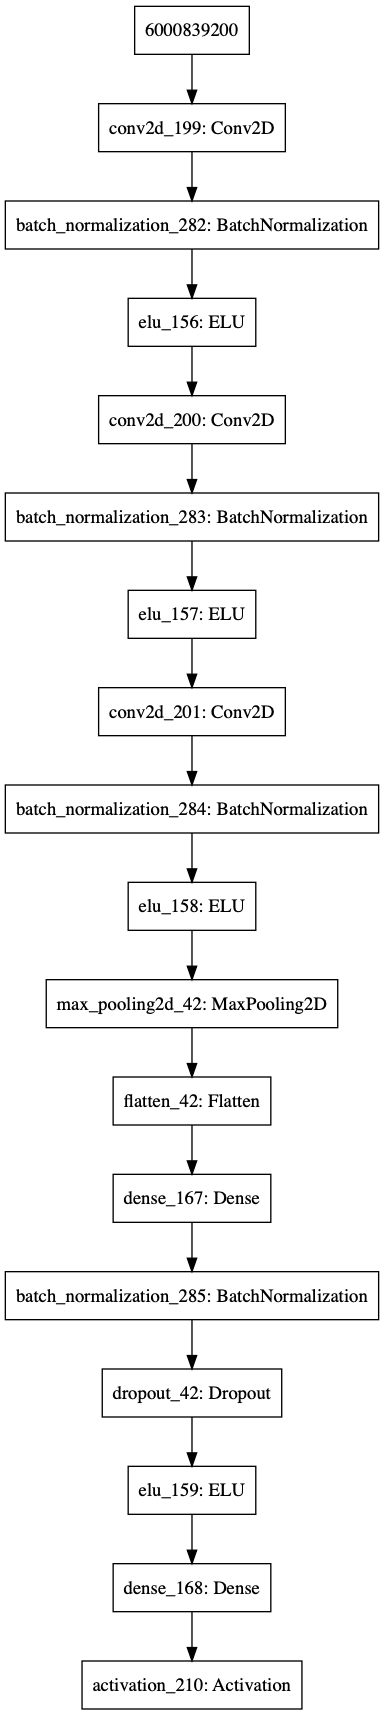 6000839200
conv2d_199: Conv2D
batch_normalization_282: BatchNormalization
elu_156: ELU
conv2d_200: Conv2D
batch_normalization_283: BatchNormalization
elu_157: ELU
conv2d_201: Conv2D
batch_normalization_284: BatchNormalization
elu_158: ELU
max_pooling2d_42: MaxPooling2D
flatten_42: Flatten
dense_167: Dense
batch_normalization_285: BatchNormalization
dropout_42: Dropout
elu_159: ELU
dense_168: Dense
activation_210: Activation